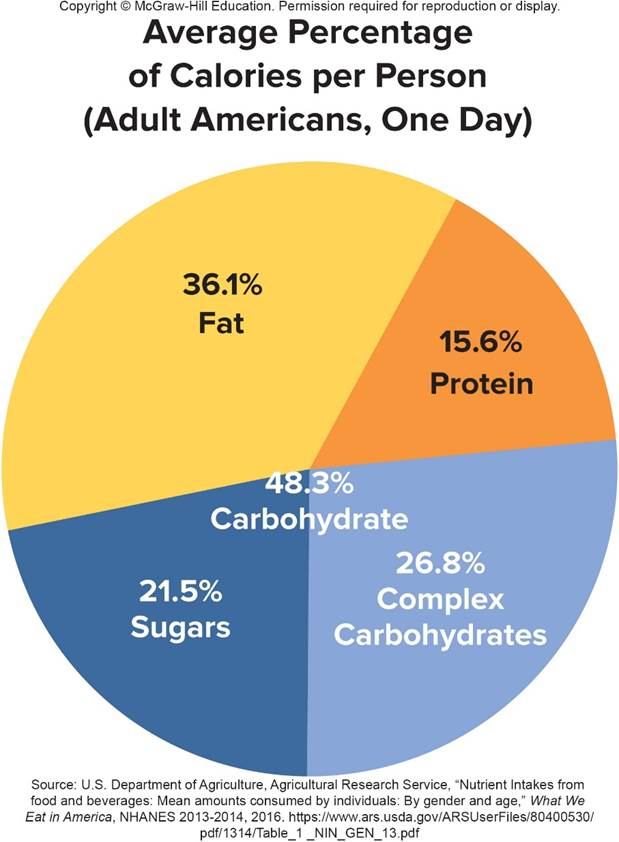 Copyright © McGraw-Hill Education. Permission required for reproduction or display.
Average Percentage
of Calories per Person
(Adult Americans, One Day)
36.1%
Fat
15.6%
Protein
48.3%
Carbohydrate
21.5%
Sugars
26.8%
Complex
Carbohydrates
Source: U.S. Department of Agriculture, Agricultural Research Service, “Nutrient Intakes from
food and beverages: Mean amounts consumed by individuals: By gender and age,” What We
Eat in America, NHANES 2013-2014, 2016. https://www.ars.usda.gov/ARSUserFiles/80400530/
pdf/1314/Table_1 _NIN_GEN_13.pdf